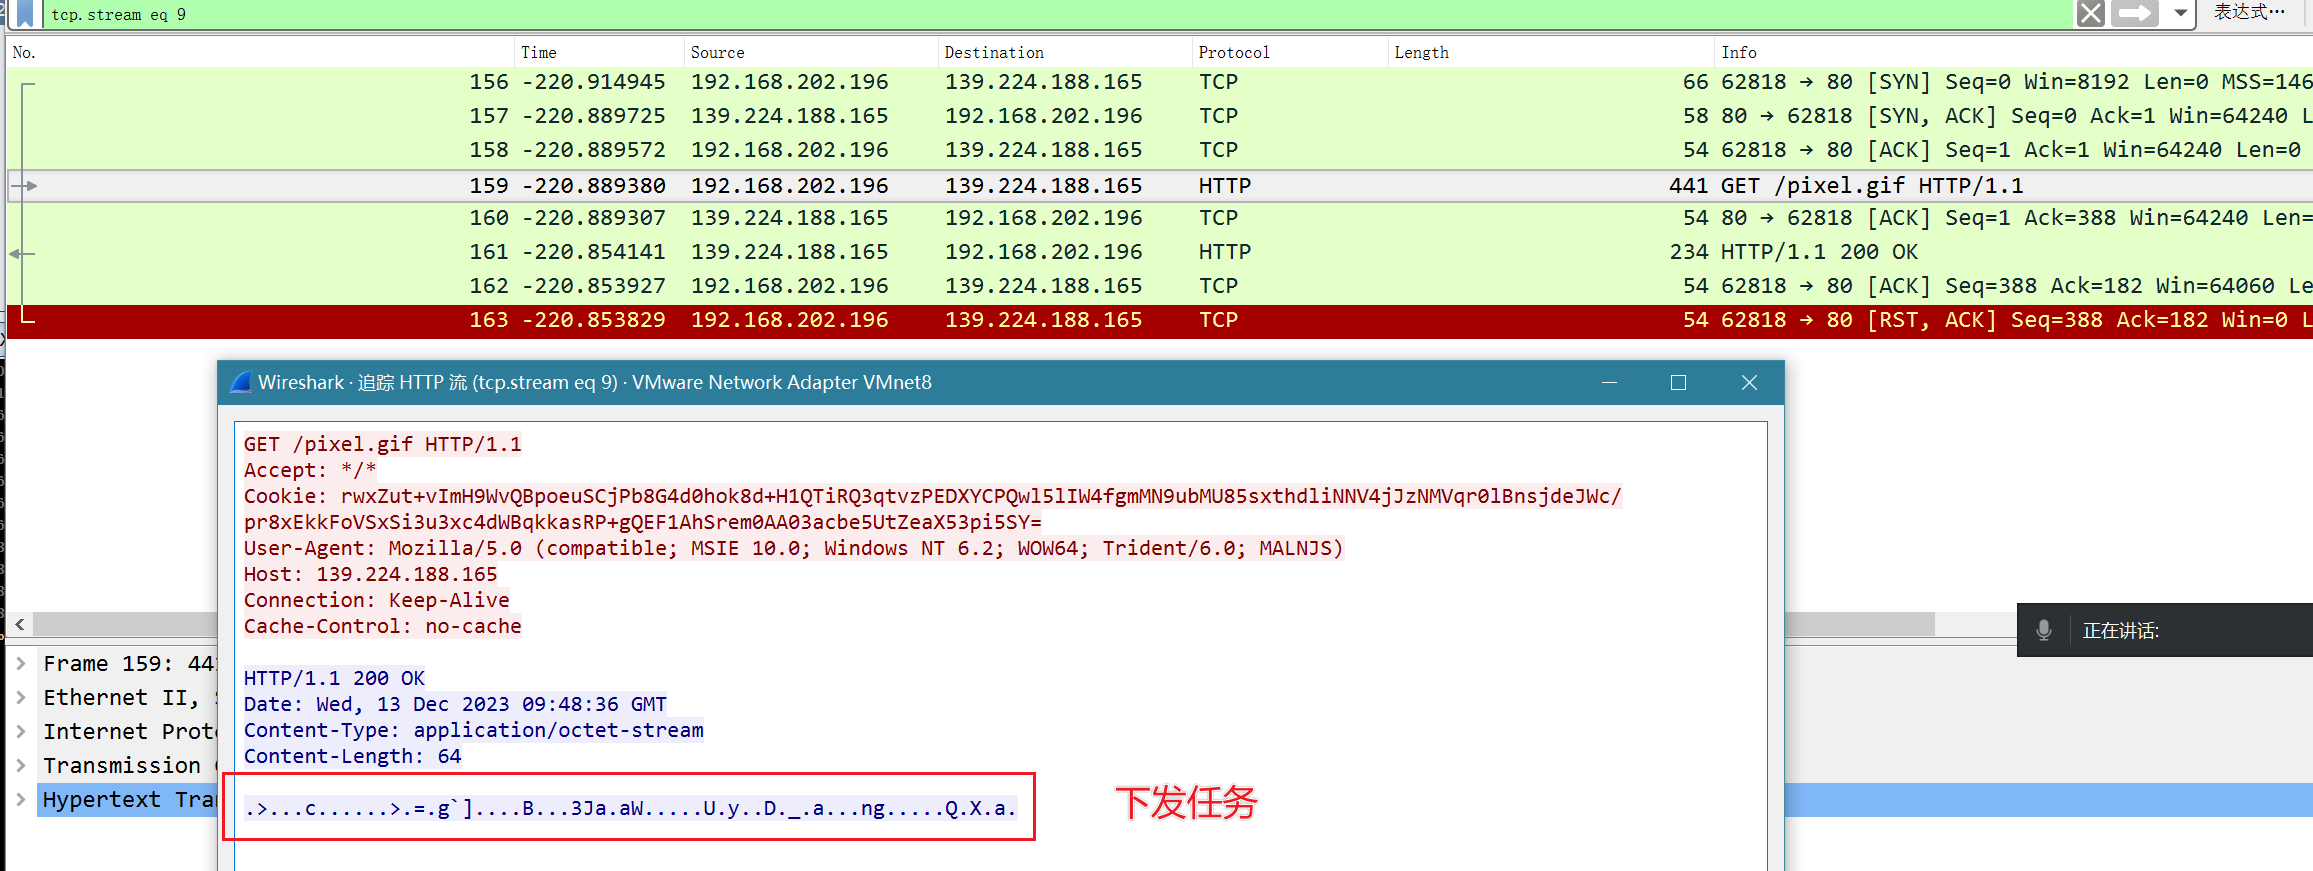 tcp.stream eq 9
表达式…
No. Time Source Destination Protocol Length Info
156 -220.914945 192.168.202.196 139.224.188.165 TCP 66 62818 → 80 [SYN] Seq=0 Win=8192 Len=0 MSS=146
157 -220.889725 139.224.188.165 192.168.202.196 TCP 58 80 → 62818 [SYN, ACK] Seq=0 Ack=1 Win=64240 L
158 -220.889572 192.168.202.196 139.224.188.165 TCP 54 62818 → 80 [ACK] Seq=1 Ack=1 Win=64240 Len=0
159 -220.889380 192.168.202.196 139.224.188.165 HTTP 441 GET /pixel.gif HTTP/1.1
160 -220.889307 139.224.188.165 192.168.202.196 TCP 54 80 → 62818 [ACK] Seq=1 Ack=388 Win=64240 Len=
161 -220.854141 139.224.188.165 192.168.202.196 HTTP 234 HTTP/1.1 200 OK
162 -220.853927 192.168.202.196 139.224.188.165 TCP 54 62818 → 80 [ACK] Seq=388 Ack=182 Win=64060 Le
163 -220.853829 192.168.202.196 139.224.188.165 TCP 54 62818 → 80 [RST, ACK] Seq=388 Ack=182 Win=0 L
Wireshark · 追踪 HTTP 流 (tcp.stream eq 9) · VMware Network Adapter VMnet8
GET /pixel.gif HTTP/1.1
Accept: */*
Cookie: rwxZut+vImH9WvQBpoeuSCjPb8G4d0hok8d+H1QTiRQ3qtvzPEDXYCPQwl5lIW4fgmMN9ubMU85sxthdliNNV4jJzNMVqr0lBnsjdeJWc/
pr8xEkkFoVSxSi3u3xc4dWBqkkasRP+gQEF1AhSrem0AA03acbe5UtZeaX53pi5SY=
User-Agent: Mozilla/5.0 (compatible; MSIE 10.0; Windows NT 6.2; WOW64; Trident/6.0; MALNJS)
Host: 139.224.188.165
Connection: Keep-Alive
Cache-Control: no-cache
HTTP/1.1 200 OK
Date: Wed, 13 Dec 2023 09:48:36 GMT
Content-Type: application/octet-stream
Content-Length: 64
.>...c......>.=.g`]....B...3Ja.aW.....U.y..D._.a...ng.....Q.X.a.
下发任务
正在讲话:
Frame 159: 44
Ethernet II,
Internet Prot
Transmission
Hypertext Tra